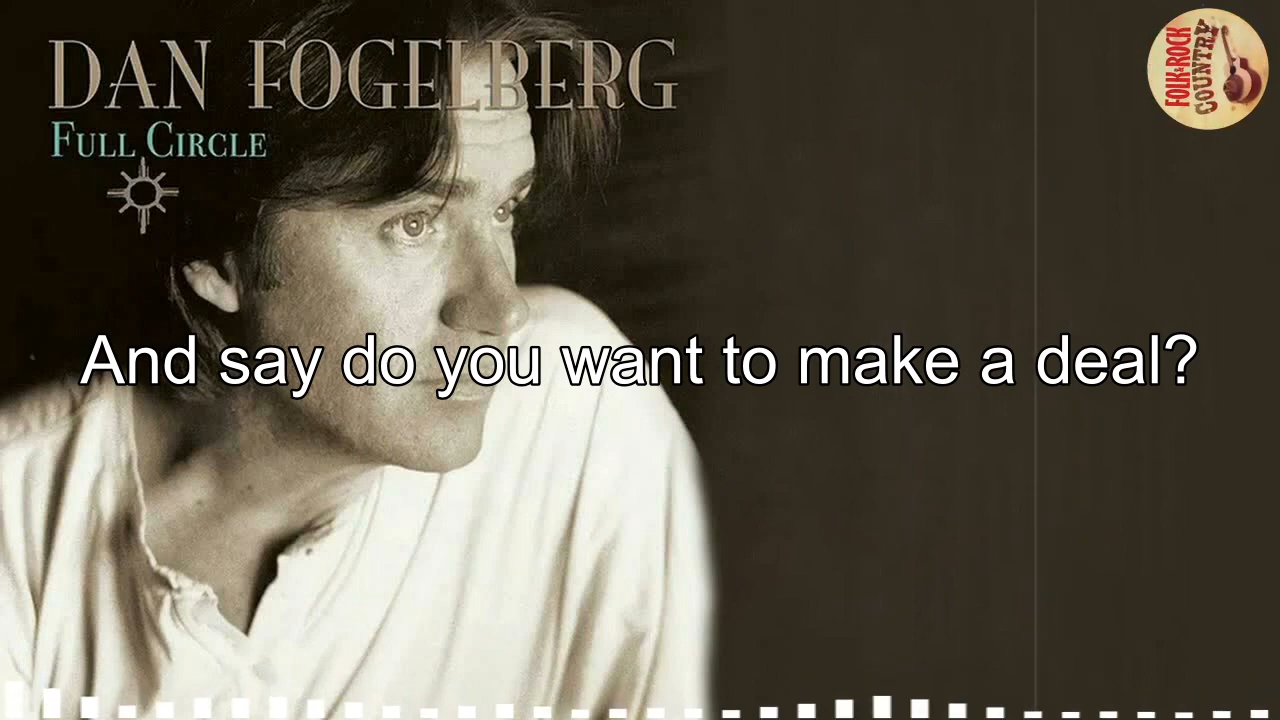 DAN FOGELBERG
FULL CIRCLE
FOLK&ROCK
COUNTRY
And say do you want to make a deal?